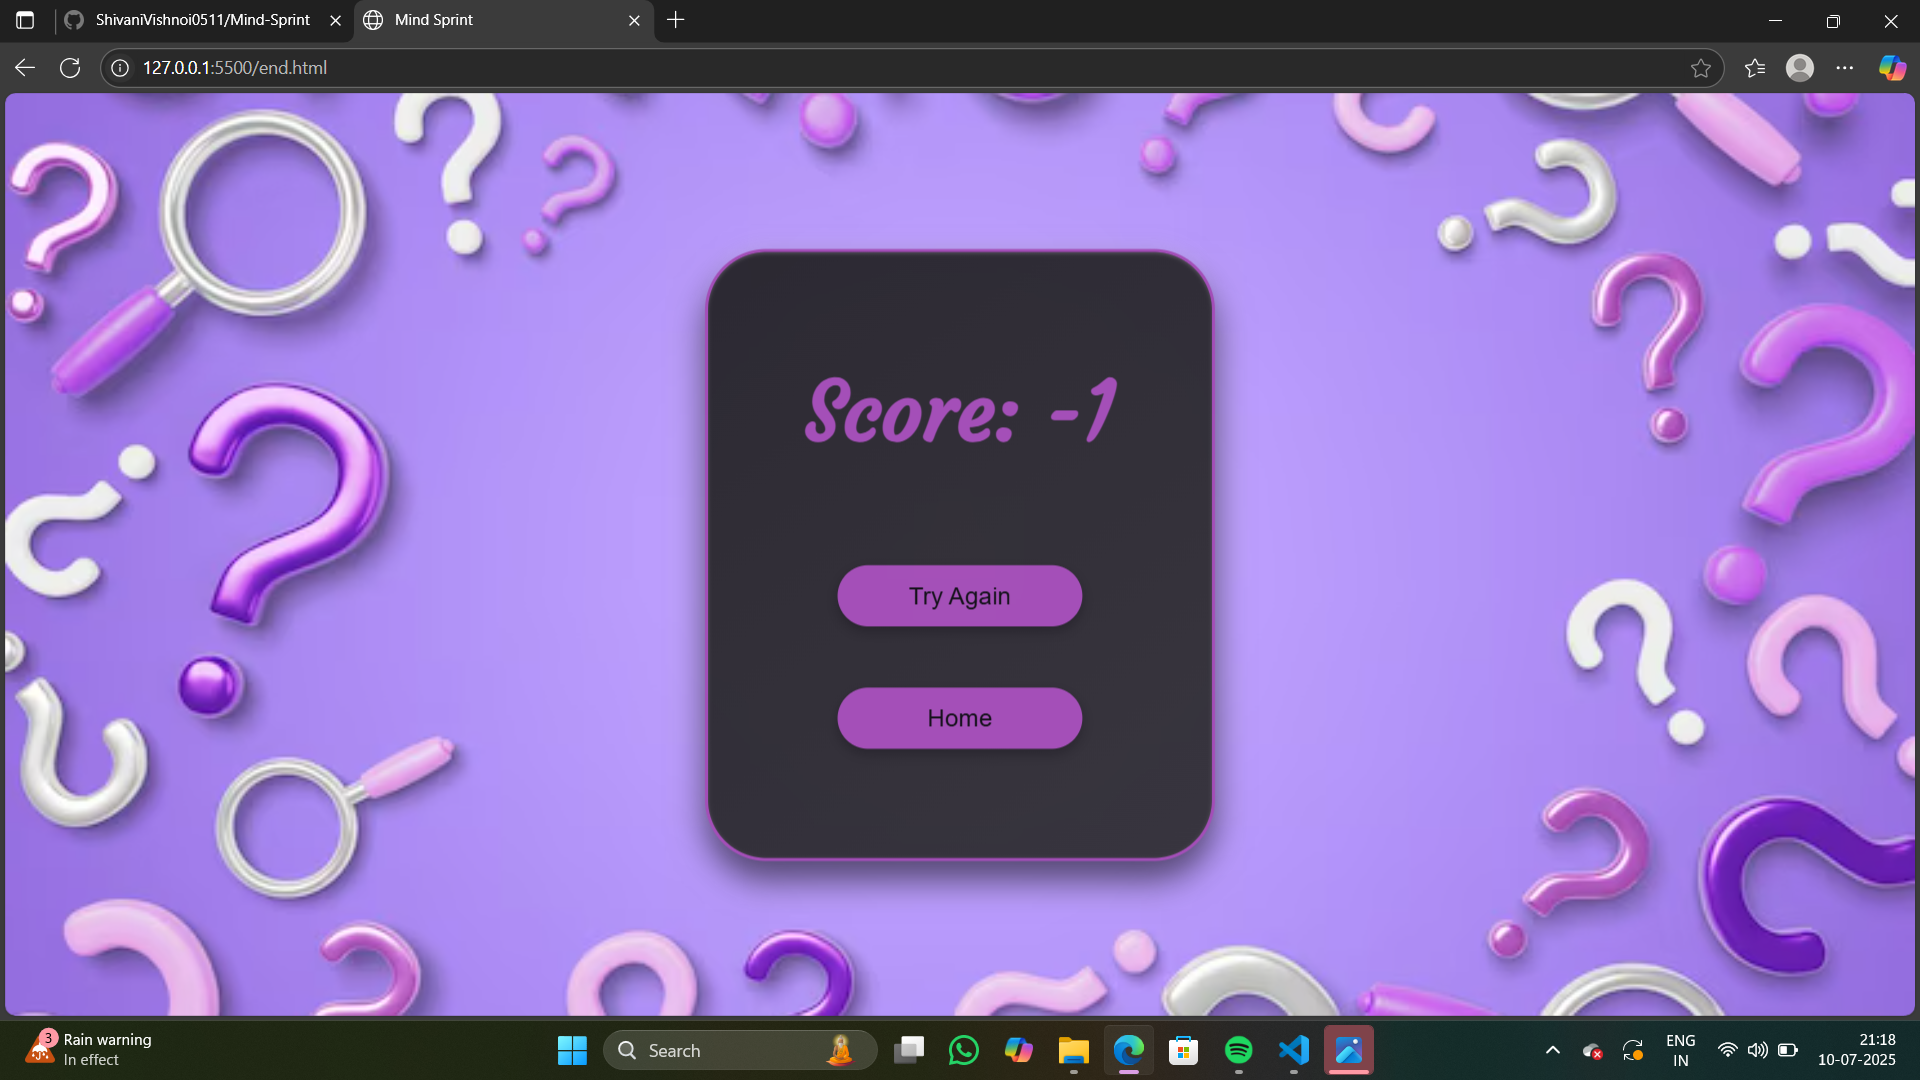 ShivaniVishnoi0511/Mind-Sprint
Mind Sprint
127.0.0.1:5500/end.html
Score: -1
Try Again
Home
3
Rain warning
In effect
Search
ENG
IN
21:18
10-07-2025